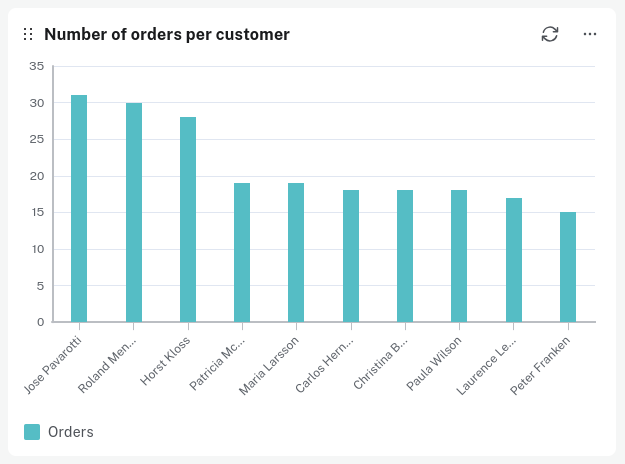 Number of orders per customer
35
30
25
20
15
10
5
0
Jose Pavarotti
Roland Men...
Horst Kloss
Patricia Mc...
Maria Larsson
Carlos Hern...
Christina B...
Paula Wilson
Laurence Le...
Peter Franken
Orders